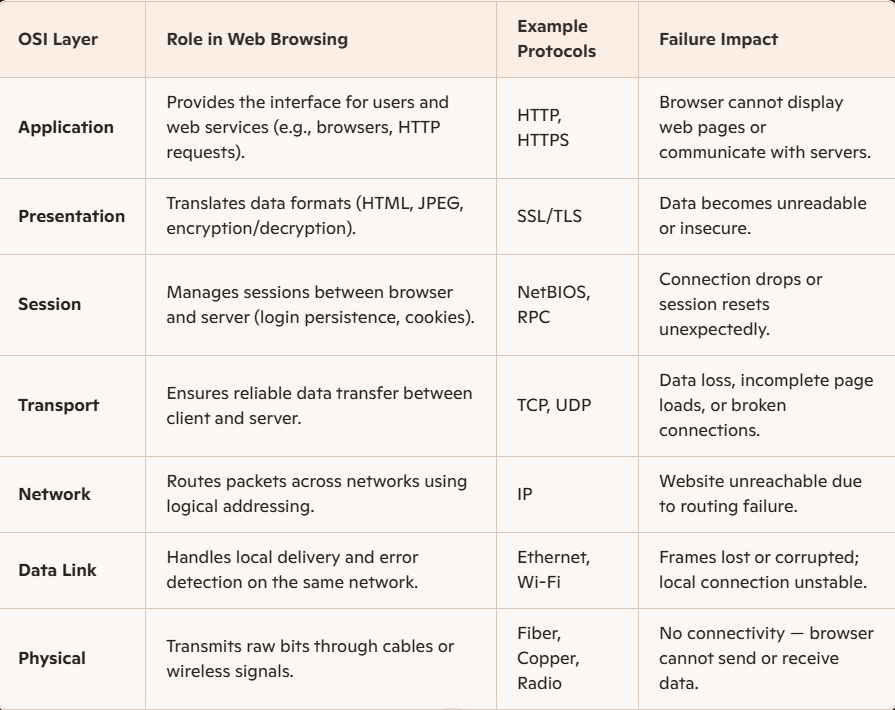 OSI Layer
Role in Web Browsing
Example
Protocols
Failure Impact
Application
Provides the interface for users and
web services (e.g., browsers, HTTP
requests).
HTTP,
HTTPS
Browser cannot display
web pages or
communicate with servers.
Presentation
Translates data formats (HTML, JPEG,
encryption/decryption).
SSL/TLS
Data becomes unreadable
or insecure.
Session
Manages sessions between browser
and server (login persistence, cookies).
NetBIOS,
RPC
Connection drops or
session resets
unexpectedly.
Transport
Ensures reliable data transfer between
client and server.
TCP, UDP
Data loss, incomplete page
loads, or broken
connections.
Network
Routes packets across networks using
logical addressing.
IP
Website unreachable due
to routing failure.
Data Link
Handles local delivery and error
detection on the same network.
Ethernet,
Wi-Fi
Frames lost or corrupted;
local connection unstable.
Physical
Transmits raw bits through cables or
wireless signals.
Fiber,
Copper,
Radio
No connectivity — browser
cannot send or receive
data.